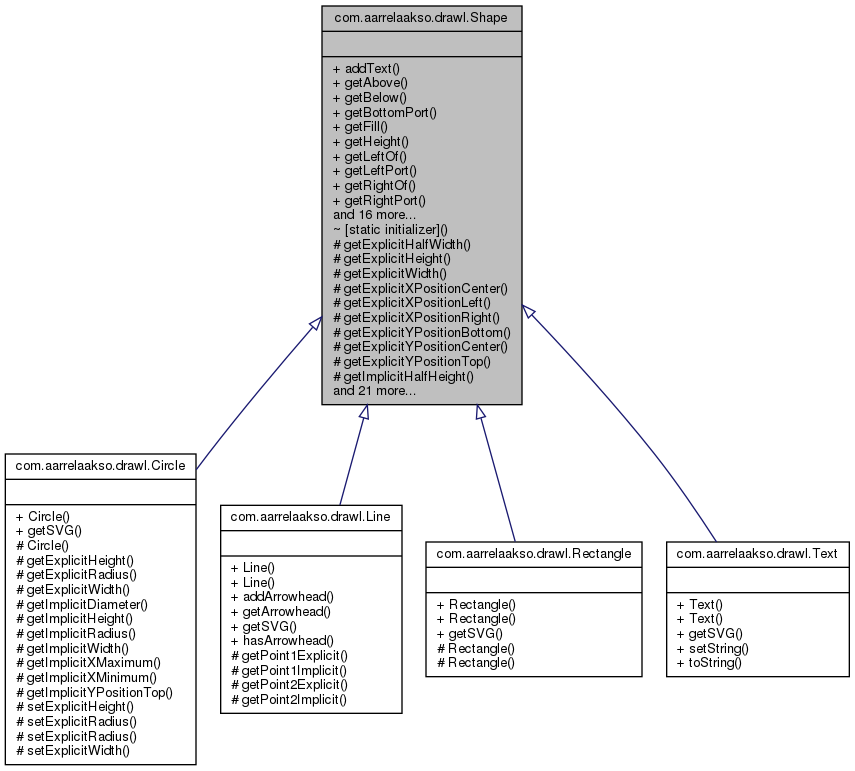 com.aarrelaakso.drawl.Shape
+ addText()
+ getAbove()
+ getBelow()
+ getBottomPort()
+ getFill()
+ getHeight()
+ getLeftOf()
+ getLeftPort()
+ getRightOf()
+ getRightPort()
and 16 more...
~ [static initializer]()
# getExplicitHalfWidth()
# getExplicitHeight()
# getExplicitWidth()
# getExplicitXPositionCenter()
# getExplicitXPositionLeft()
# getExplicitXPositionRight()
# getExplicitYPositionBottom()
# getExplicitYPositionCenter()
# getExplicitYPositionTop()
# getImplicitHalfHeight()
and 21 more...
com.aarrelaakso.drawl.Circle
+ Circle()
+ getSVG()
# Circle()
# getExplicitHeight()
# getExplicitRadius()
# getExplicitWidth()
# getImplicitDiameter()
# getImplicitHeight()
# getImplicitRadius()
# getImplicitWidth()
# getImplicitXMaximum()
# getImplicitXMinimum()
# getImplicitYPositionTop()
# setExplicitHeight()
# setExplicitRadius()
# setExplicitRadius()
# setExplicitWidth()
com.aarrelaakso.drawl.Line
+ Line()
+ Line()
+ addArrowhead()
+ getArrowhead()
+ getSVG()
+ hasArrowhead()
# getPoint1Explicit()
# getPoint1Implicit()
# getPoint2Explicit()
# getPoint2Implicit()
com.aarrelaakso.drawl.Rectangle
+ Rectangle()
+ Rectangle()
+ getSVG()
# Rectangle()
# Rectangle()
com.aarrelaakso.drawl.Text
+ Text()
+ Text()
+ getSVG()
+ setString()
+ toString()